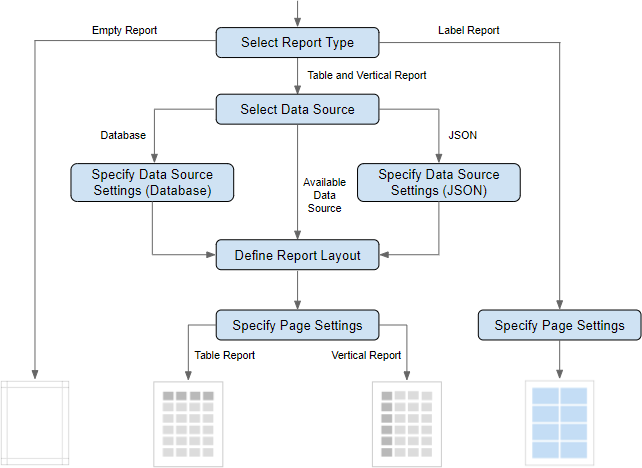 Empty Report
Label Report
Select Report Type
Table and Vertical Report
Select Data Source
Database
JSON
Specify Data Source
Settings (Database)
Available
Data
Source
Specify Data Source
Settings (JSON)
Define Report Layout
Specify Page Settings
Specify Page Settings
Table Report
Vertical Report